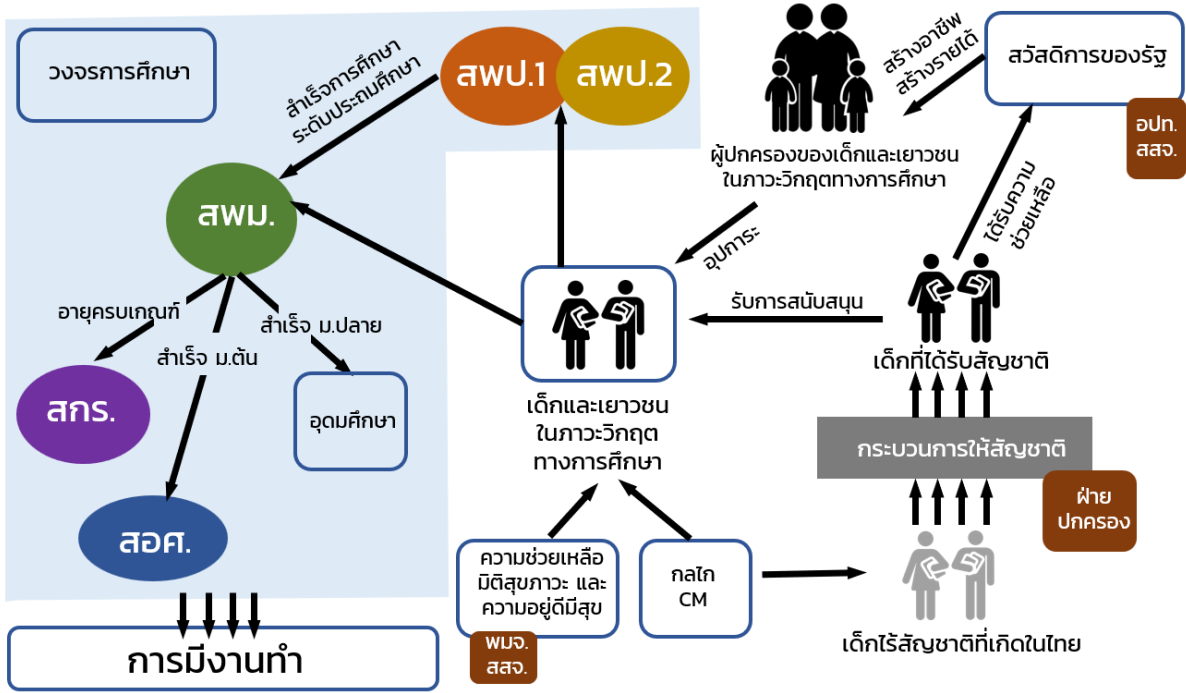 วงจรการศึกษา
สำเร็จการศึกษา
ระดับประถมศึกษา
สพป.1
สพป.2
สร้างอาชีพ
สร้างรายได้
สวัสดิการของรัฐ
อปท.
สสจ.
ผู้ปกครองของเด็กและเยาวชน
ในภาวะวิกฤตทางการศึกษา
สพม.
ได้รับความ
ช่วยเหลือ
อุปการะ
อายุครบเกณฑ์
สำเร็จ ม.ปลาย
สำเร็จ ม.ต้น
รับการสนับสนุน
เด็กที่ได้รับสัญชาติ
สกร.
อุดมศึกษา
เด็กและเยาวชน
ในภาวะวิกฤต
ทางการศึกษา
กระบวนการให้สัญชาติ
ฝ่าย
ปกครอง
สอศ.
ความช่วยเหลือ
มิติสุขภาวะ และ
ความอยู่ดีมีสุข
พมจ.
สสจ.
กลไก
CM
เด็กไร้สัญชาติที่เกิดในไทย
การมีงานทำ